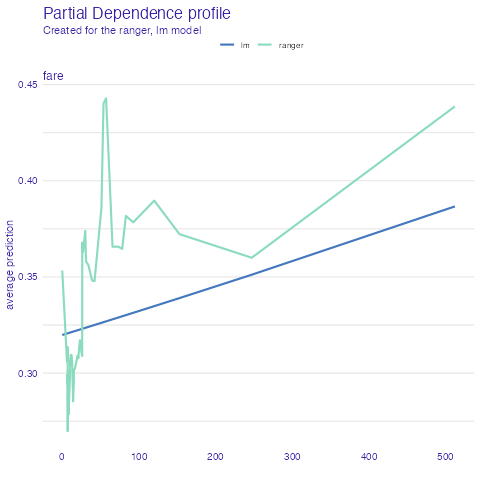 Partial Dependence profile
Created for the ranger, lm model
lm ranger
fare
0.45
0.40
0.35
0.30
average prediction
0 100 200 300 400 500